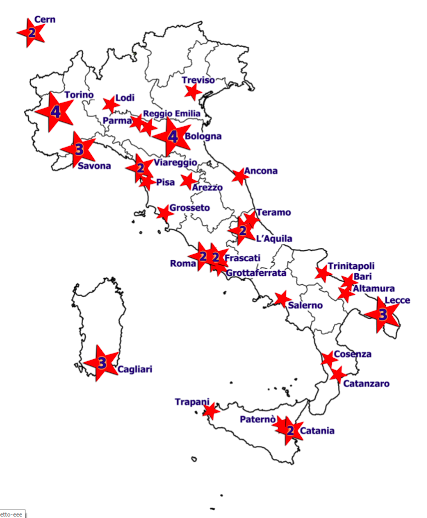 Cern
2
Treviso
Torino
4
Lodi
Parma
Reggio Emilia
4
Bologna
3
Savona
Viareggio
2
Pisa
Arezzo
Ancona
Grosseto
Teramo
2
L'Aquila
Roma
2
2
Frascati
Grottaferrata
Trinitapoli
Bari
Altamura
Lecce
3
Salerno
3
Cagliari
Cosenza
Catanzaro
Trapani
Paternò
2
Catania
etto-eee